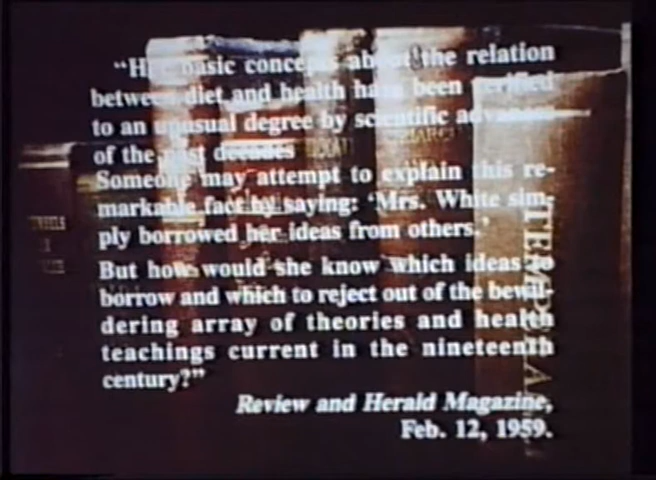 “Her basic concepts about the relation
between diet and health have been verified
to an unusual degree by scientific advances
of the past decades
Someone may attempt to explain this re-
markable fact by saying: ‘Mrs. White sim-
ply borrowed her ideas from others.’
But how would she know which ideas to
borrow and which to reject out of the bewil-
dering array of theories and health
teachings current in the nineteenth
century?”
Review and Herald Magazine,
Feb. 12, 1959.